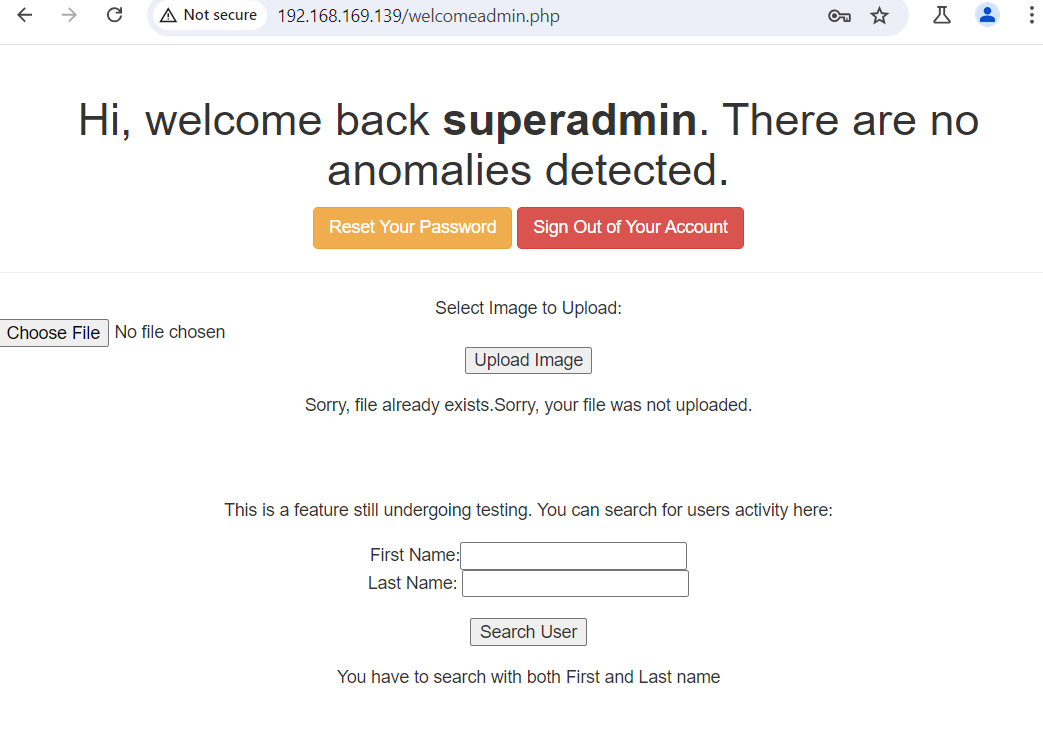 Not secure 192.168.169.139/welcomeadmin.php
Hi, welcome back superadmin. There are no
anomalies detected.
Reset Your Password Sign Out of Your Account
Select Image to Upload:
Choose File No file chosen
Upload Image
Sorry, file already exists.Sorry, your file was not uploaded.
This is a feature still undergoing testing. You can search for users activity here:
First Name:
Last Name:
Search User
You have to search with both First and Last name